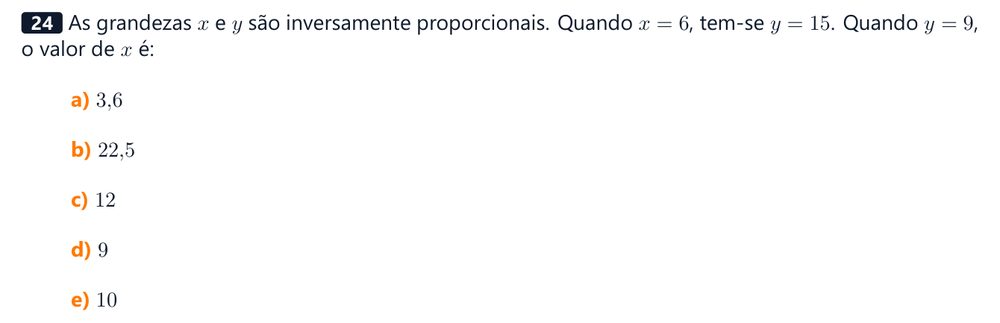 24 As grandezas x e y são inversamente proporcionais. Quando x = 6, tem-se y = 15. Quando y = 9,
o valor de x é:
a) 3,6
b) 22,5
c) 12
d) 9
e) 10